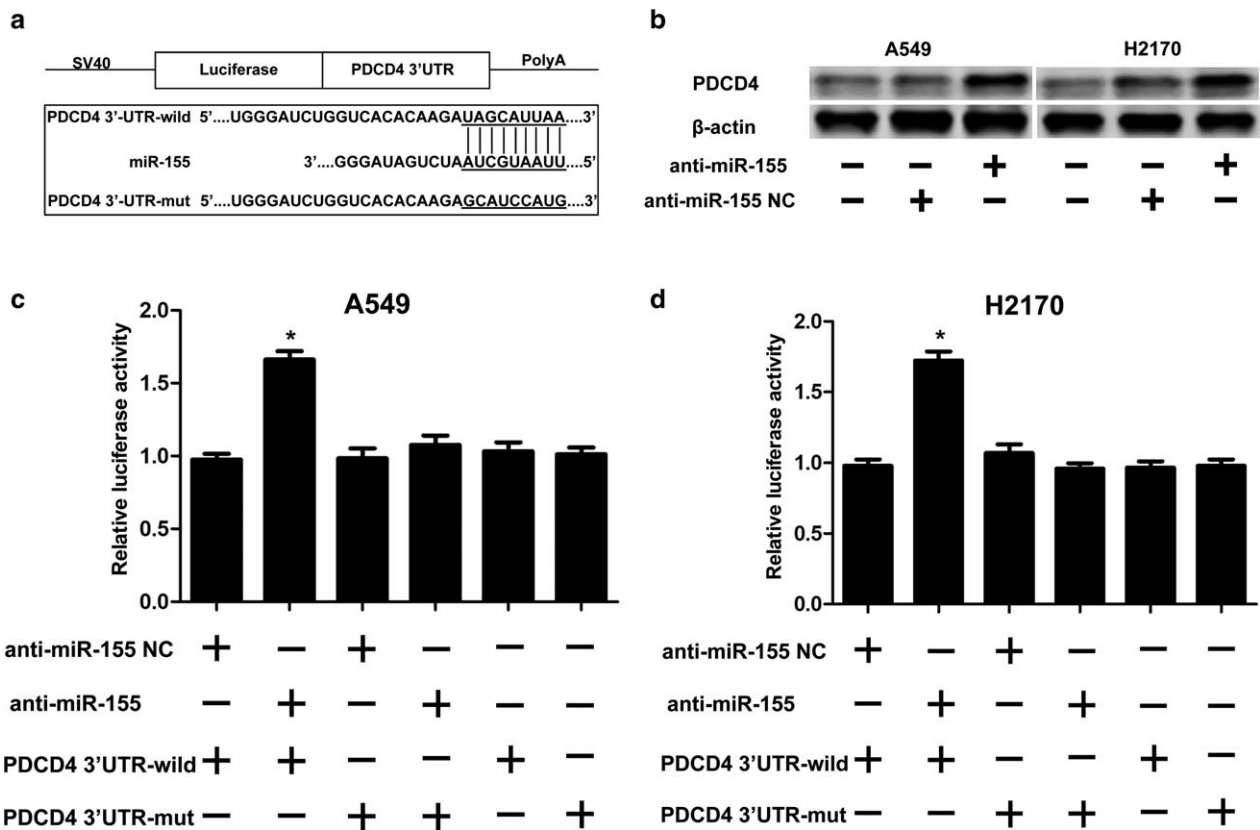 a
SV40 Luciferase PDCD4 3'UTR PolyA
PDCD4 3'-UTR-wild 5'....UGGGAUCUGGUCACACAAGAUAGCAUUAA....3'
miR-155 3'....GGGAUAGUCUAAUCGUAAUU....5'
PDCD4 3'-UTR-mut 5'....UGGGAUCUGGUCACACAAGAGCAUCCAUG....3'
b
A549 H2170
PDCD4
β-actin
anti-miR-155 − − + − − +
anti-miR-155 NC − + − − + −
c
A549
Relative luciferase activity
2.0
1.5
1.0
0.5
0.0
*
anti-miR-155 NC + − + − − −
anti-miR-155 − + − + − −
PDCD4 3'UTR-wild + + − − + −
PDCD4 3'UTR-mut − − + + − +
d
H2170
Relative luciferase activity
2.0
1.5
1.0
0.5
0.0
*
anti-miR-155 NC + − + − − −
anti-miR-155 − + − + − −
PDCD4 3'UTR-wild + + − − + −
PDCD4 3'UTR-mut − − + + − +